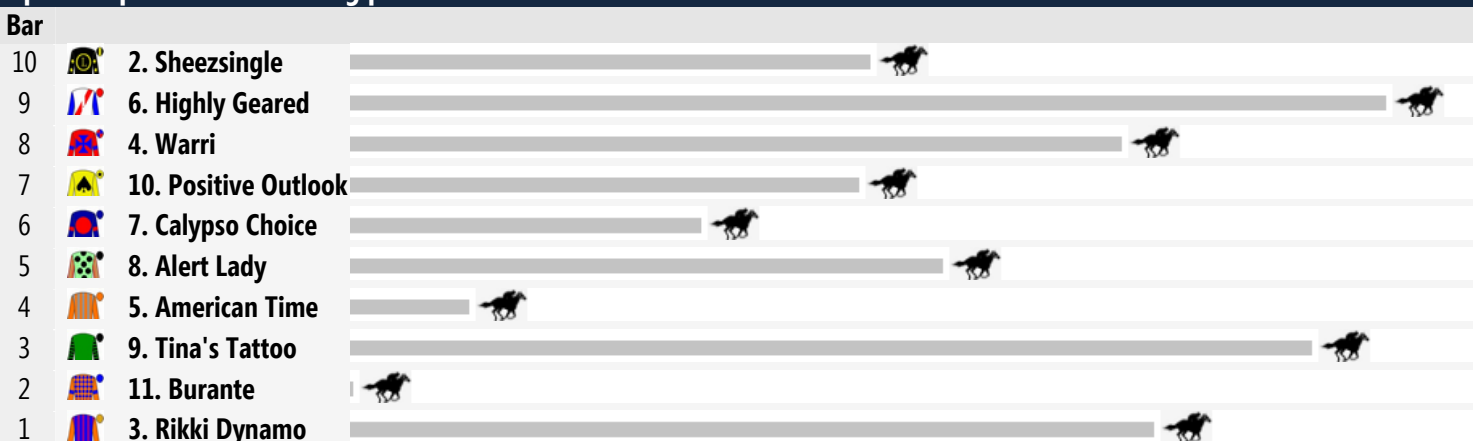 Bar
10 2. Sheezsingle
9 6. Highly Geared
8 4. Warri
7 10. Positive Outlook
6 7. Calypso Choice
5 8. Alert Lady
4 5. American Time
3 9. Tina's Tattoo
2 11. Burante
1 3. Rikki Dynamo